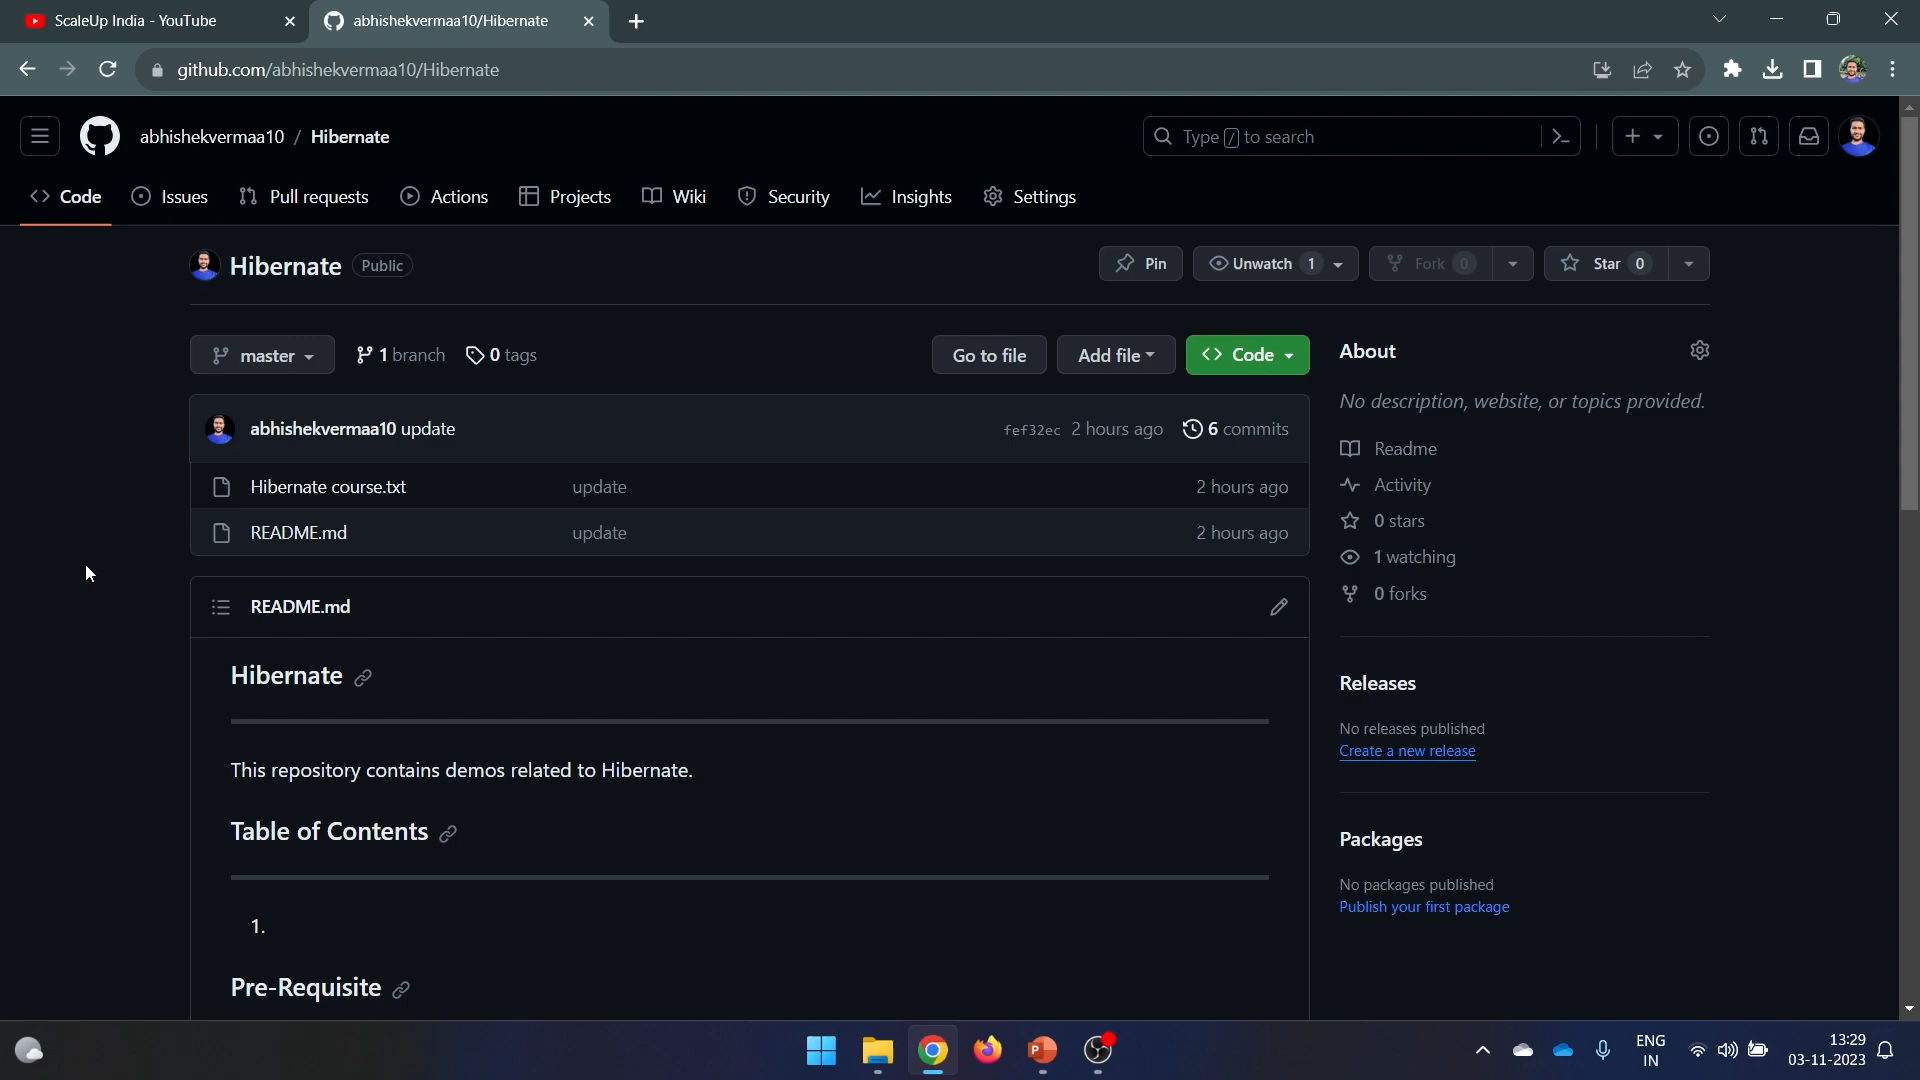 ScaleUp India - YouTube
abhishekvermaa10/Hibernate
github.com/abhishekvermaa10/Hibernate
abhishekvermaa10 / Hibernate
Type / to search
Code Issues Pull requests Actions Projects Wiki Security Insights Settings
Hibernate Public
Pin Unwatch 1 Fork 0 Star 0
master 1 branch 0 tags Go to file Add file Code
abhishekvermaa10 update fef32ec 2 hours ago 6 commits
Hibernate course.txt update 2 hours ago
README.md update 2 hours ago
README.md
Hibernate
This repository contains demos related to Hibernate.
Table of Contents
1.
Pre-Requisite
About
No description, website, or topics provided.
Readme
Activity
0 stars
1 watching
0 forks
Releases
No releases published
Create a new release
Packages
No packages published
Publish your first package
P
ENG
IN
13:29
03-11-2023